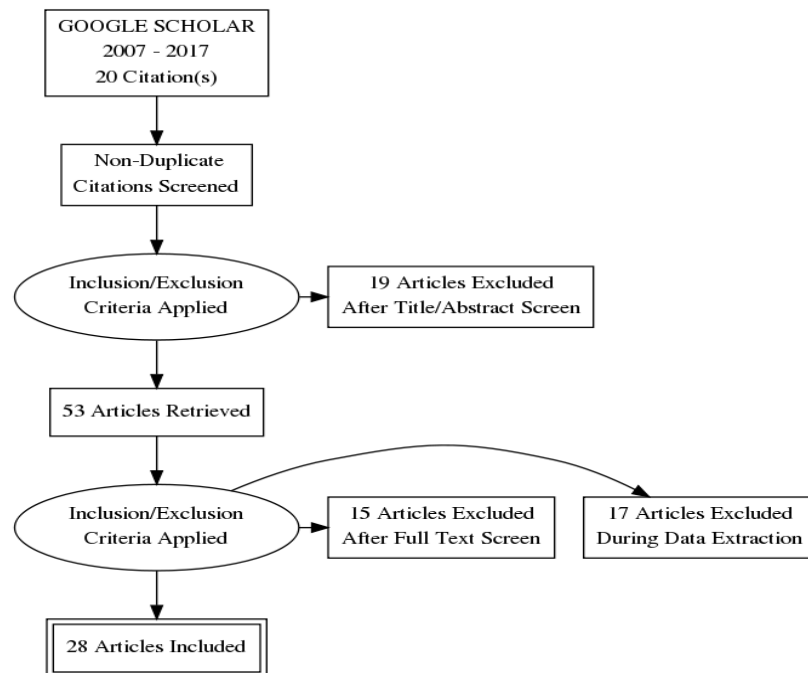 GOOGLE SCHOLAR
2007 - 2017
20 Citation(s)
Non-Duplicate
Citations Screened
Inclusion/Exclusion
Criteria Applied
19 Articles Excluded
After Title/Abstract Screen
53 Articles Retrieved
Inclusion/Exclusion
Criteria Applied
15 Articles Excluded
After Full Text Screen
17 Articles Excluded
During Data Extraction
28 Articles Included